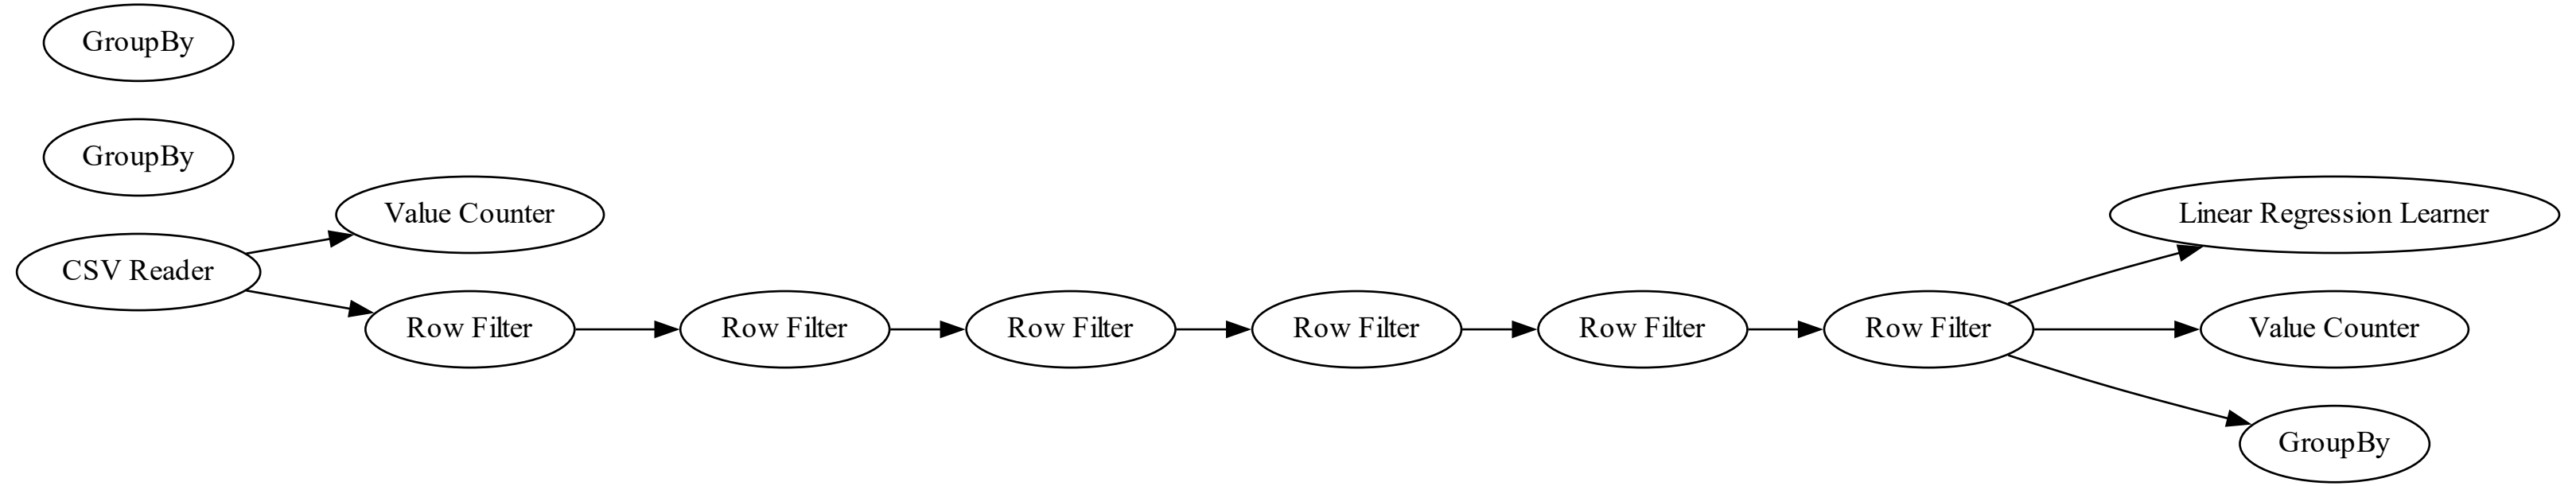 GroupBy
GroupBy
CSV Reader
Value Counter
Row Filter
Row Filter
Row Filter
Row Filter
Row Filter
Row Filter
Linear Regression Learner
Value Counter
GroupBy